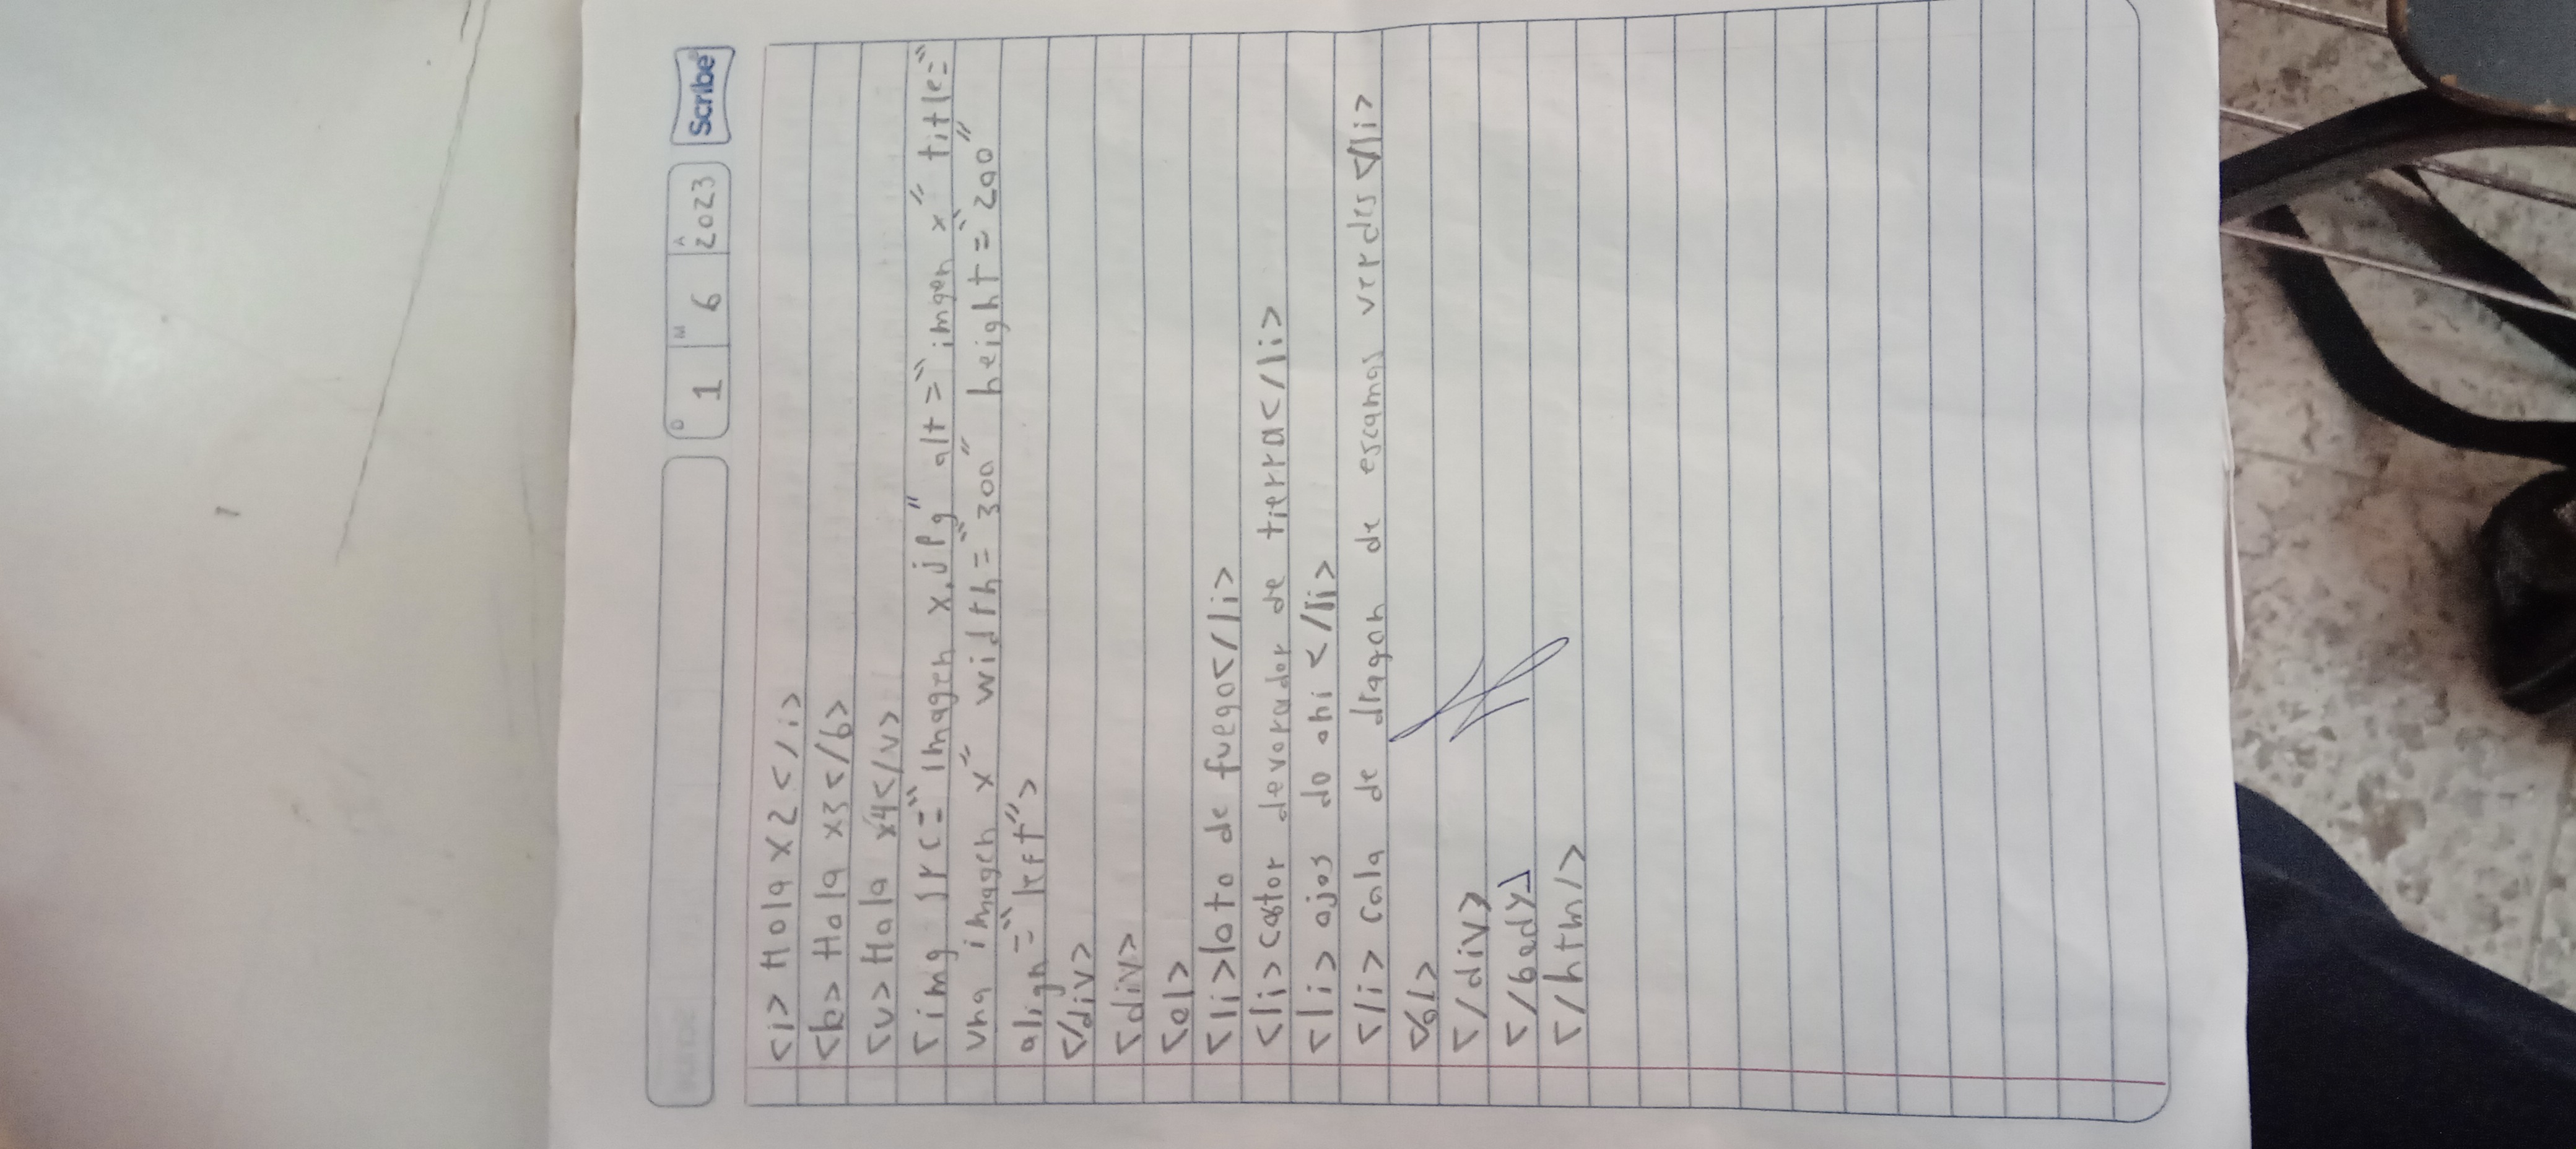 D 1 M 6 A 2023 Scribe
<i> Hola x2 </i>
<b> Hola x3 </b>
<u> Hola x4 </u>
<img src="Imagen x.jpg" alt="imgen x" title="
una imagen x" width="300" height="200"
align="left">
</div>
<div>
<ol>
<li>loto de fuego</li>
<li>castor devorador de tierra</li>
<li> ojos do ahi </li>
</li> cola de dragon de escamas verdes </li>
</ol>
</div>
</body>
</html>